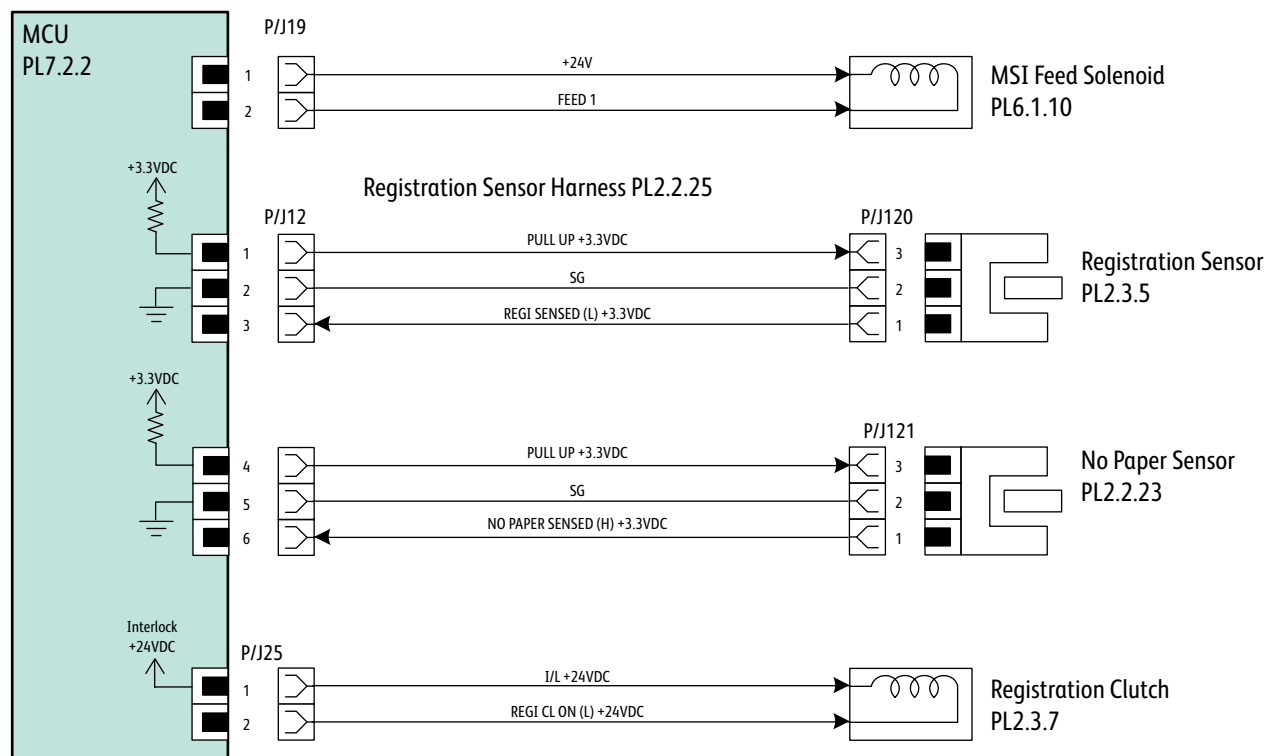 MCU
PL7.2.2
P/J19
1
+24V
2
FEED 1
MSI Feed Solenoid
PL6.1.10
+3.3VDC
Registration Sensor Harness PL2.2.25
P/J12
P/J120
1
PULL UP +3.3VDC
3
2
SG
2
3
REGI SENSED (L) +3.3VDC
1
Registration Sensor
PL2.3.5
+3.3VDC
P/J121
4
PULL UP +3.3VDC
3
5
SG
2
6
NO PAPER SENSED (H) +3.3VDC
1
No Paper Sensor
PL2.2.23
Interlock
+24VDC
P/J25
1
I/L +24VDC
2
REGI CL ON (L) +24VDC
Registration Clutch
PL2.3.7